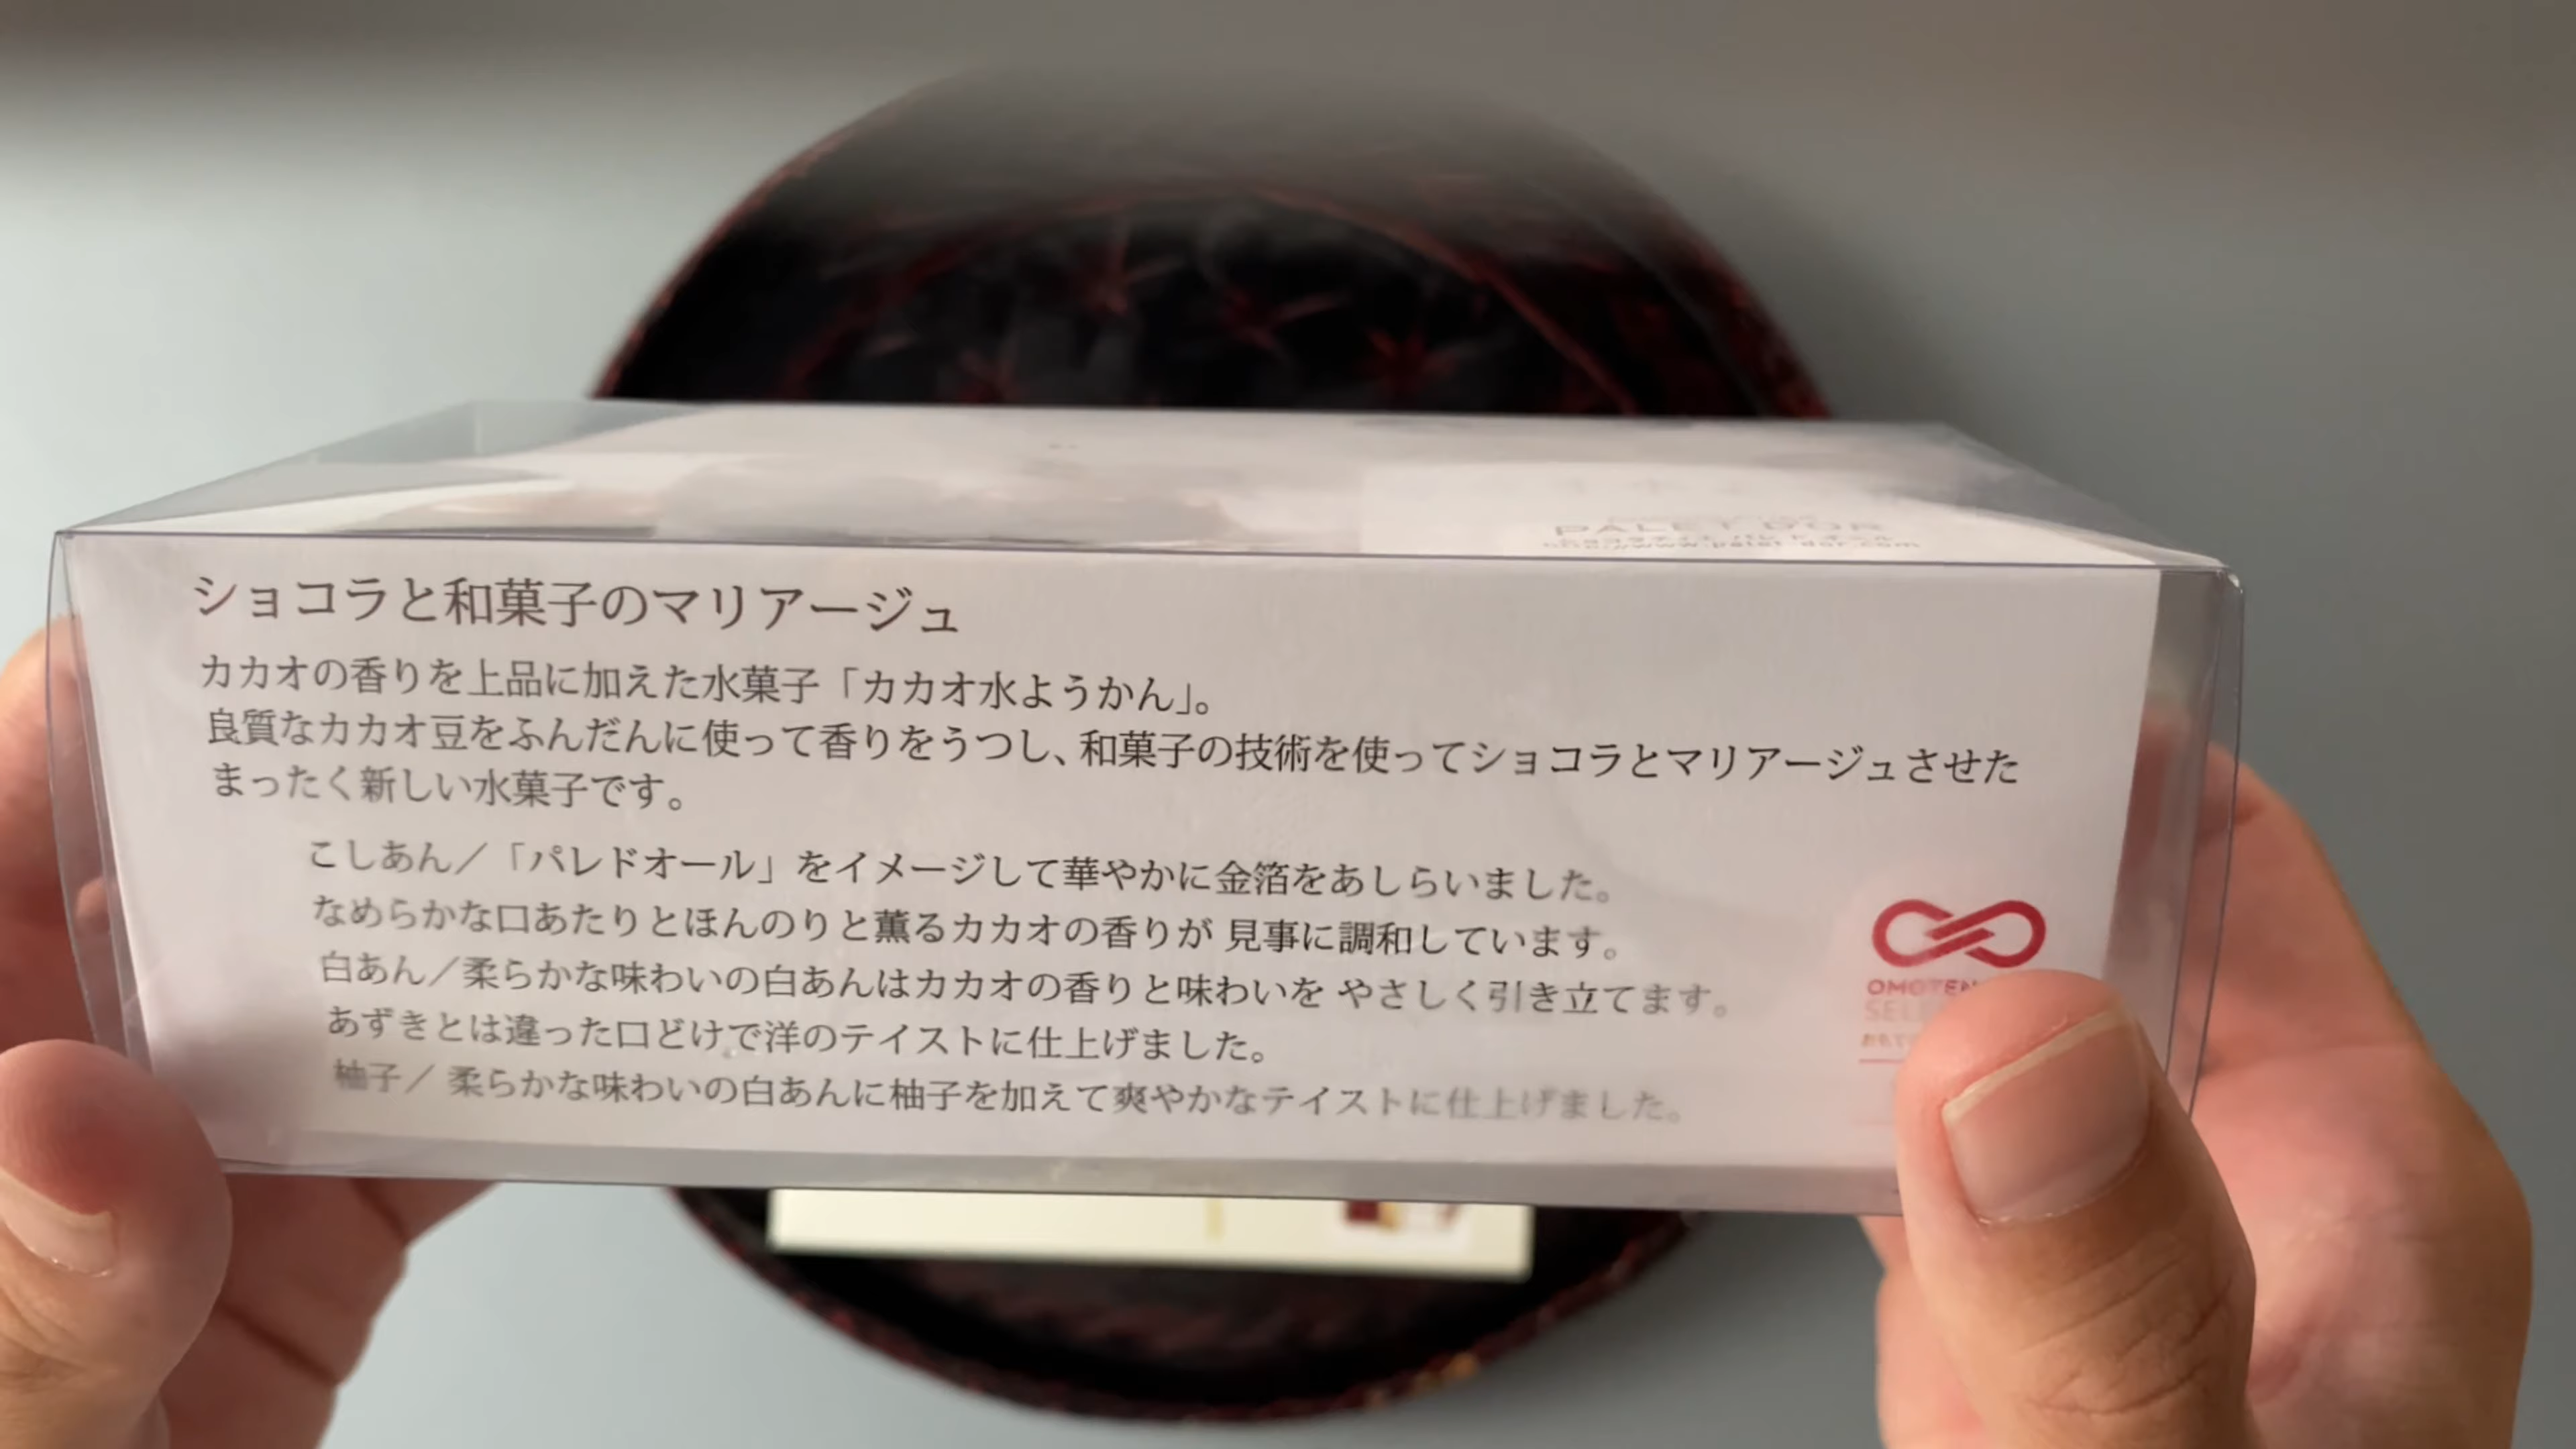 PALET D'OR
ショコラと和菓子のマリアージュ
カカオの香りを上品に加えた水菓子「カカオ水ようかん」。
良質なカカオ豆をふんだんに使って香りをうつし、和菓子の技術を使ってショコラとマリアージュさせた
まったく新しい水菓子です。
こしあん／「パレドオール」をイメージして華やかに金箔をあしらいました。
なめらかな口あたりとほんのりと薫るカカオの香りが 見事に調和しています。
白あん／柔らかな味わいの白あんはカカオの香りと味わいを やさしく引き立てます。
あずきとは違った口どけで洋のテイストに仕上げました。
柚子／ 柔らかな味わいの白あんに柚子を加えて爽やかなテイストに仕上げました。